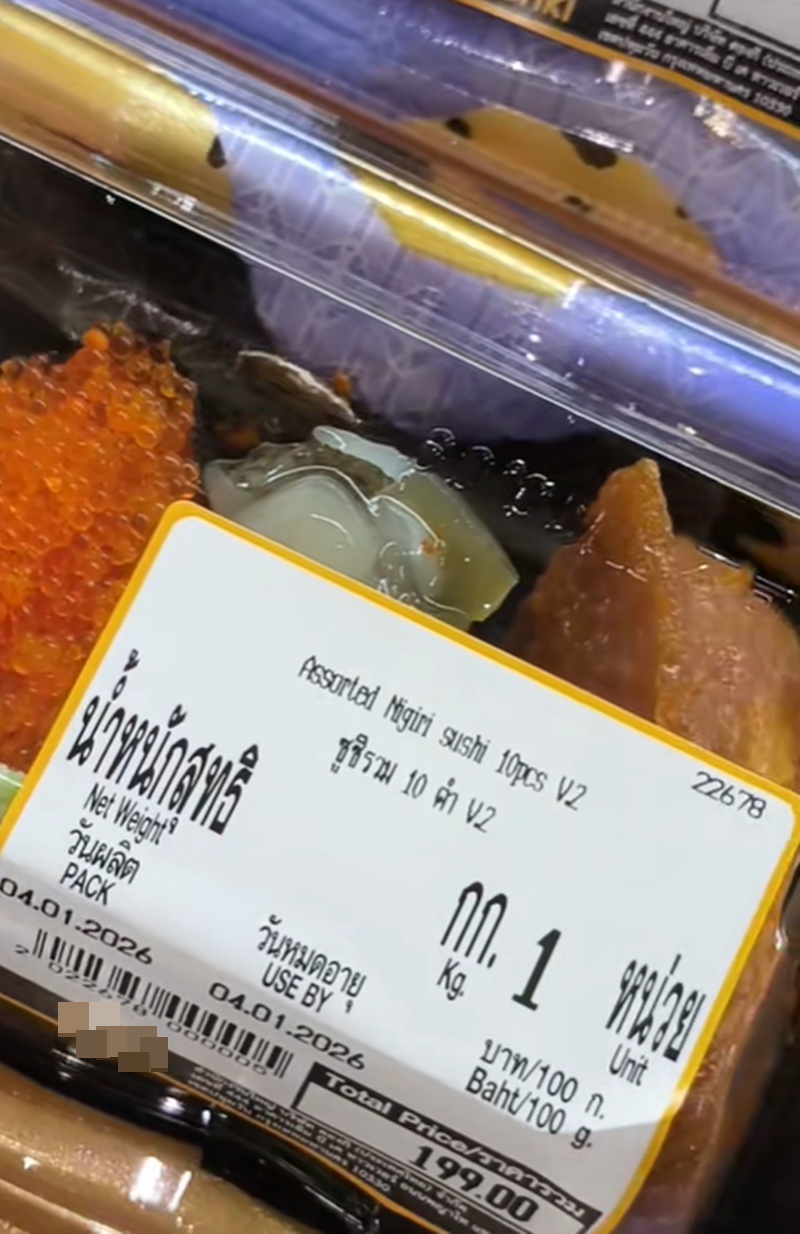 10330
Assorted Nigiri sushi 10pcs V2
22678
ซูชิรวม 10 คำ V2
น้ำหนักสุทธิ
Net Weight
กก. 1 หน่วย
Kg. Unit
วันผลิต
PACK
04.01.2026
วันหมดอายุ
USE BY
04.01.2026
บาท/100 ก.
Baht/100 g.
Total Price/ราคารวม
199.00
10330